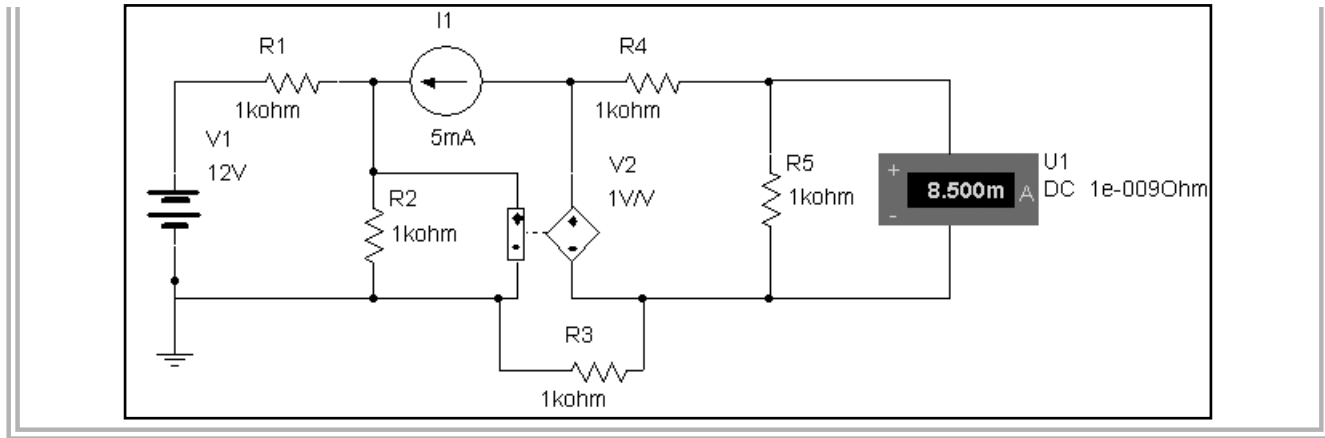 I1
R1
R4
1kohm
1kohm
5mA
V1
12V
V2
1V/V
R5
1kohm
U1
DC 1e-009Ohm
+
8.500m A
-
R2
1kohm
+
-
+
-
R3
1kohm